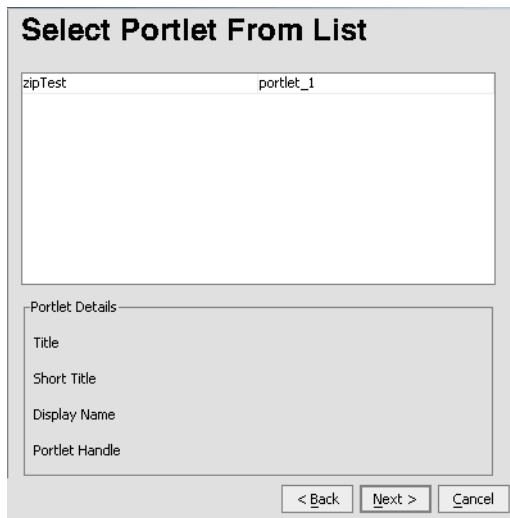 Select Portlet From List
zipTest portlet_1
Portlet Details
Title
Short Title
Display Name
Portlet Handle
< Back Next > Cancel